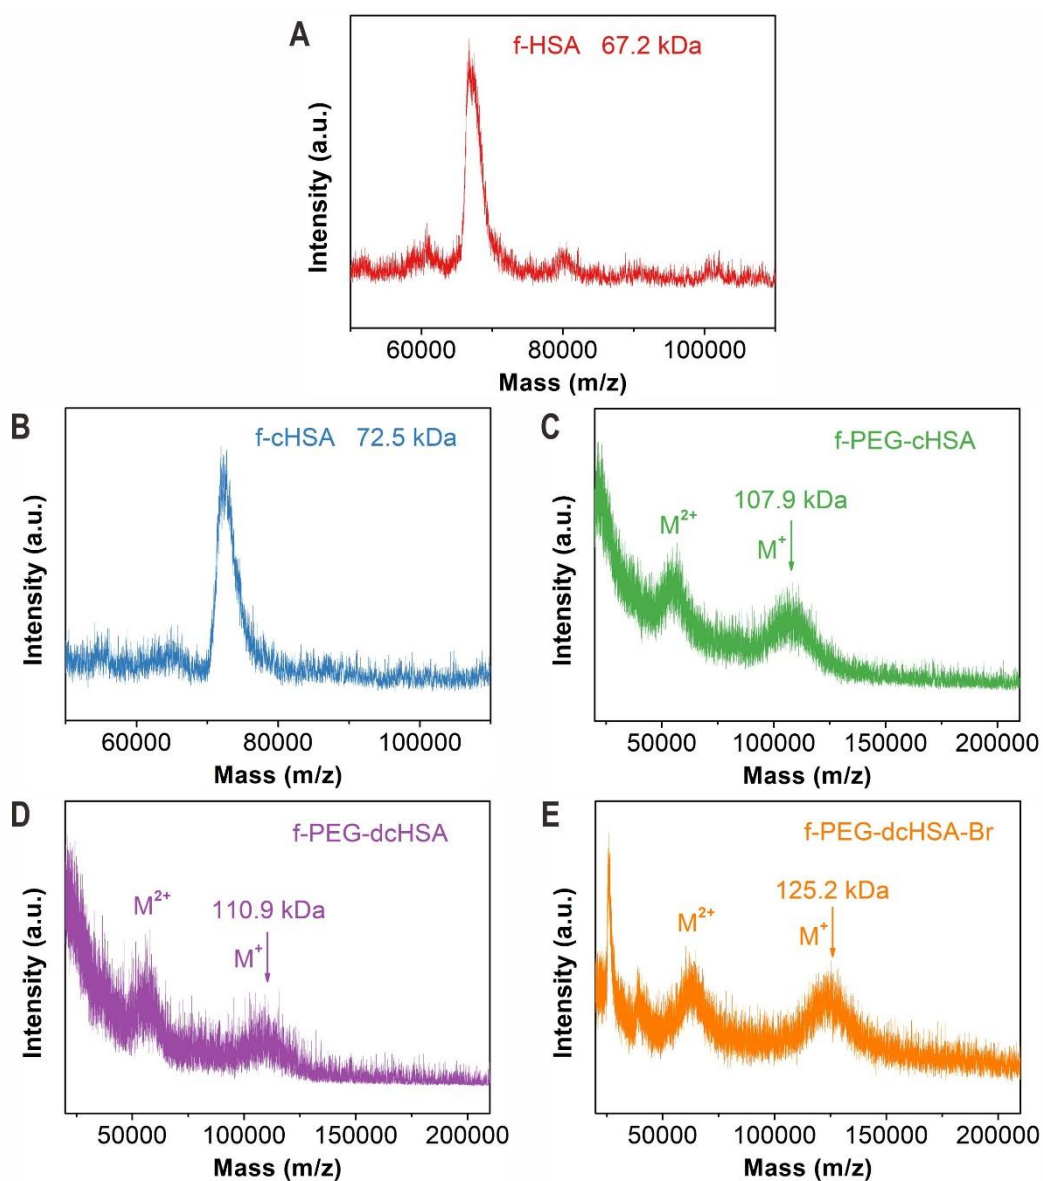 A
f-HSA 67.2 kDa
Intensity (a.u.)
60000 80000 100000
Mass (m/z)
B
f-cHSA 72.5 kDa
Intensity (a.u.)
60000 80000 100000
Mass (m/z)
C
f-PEG-cHSA
107.9 kDa
M²⁺
M⁺
Intensity (a.u.)
50000 100000 150000 200000
Mass (m/z)
D
f-PEG-dcHSA
M²⁺
110.9 kDa
M⁺
Intensity (a.u.)
50000 100000 150000 200000
Mass (m/z)
E
f-PEG-dcHSA-Br
125.2 kDa
M²⁺
M⁺
Intensity (a.u.)
50000 100000 150000 200000
Mass (m/z)